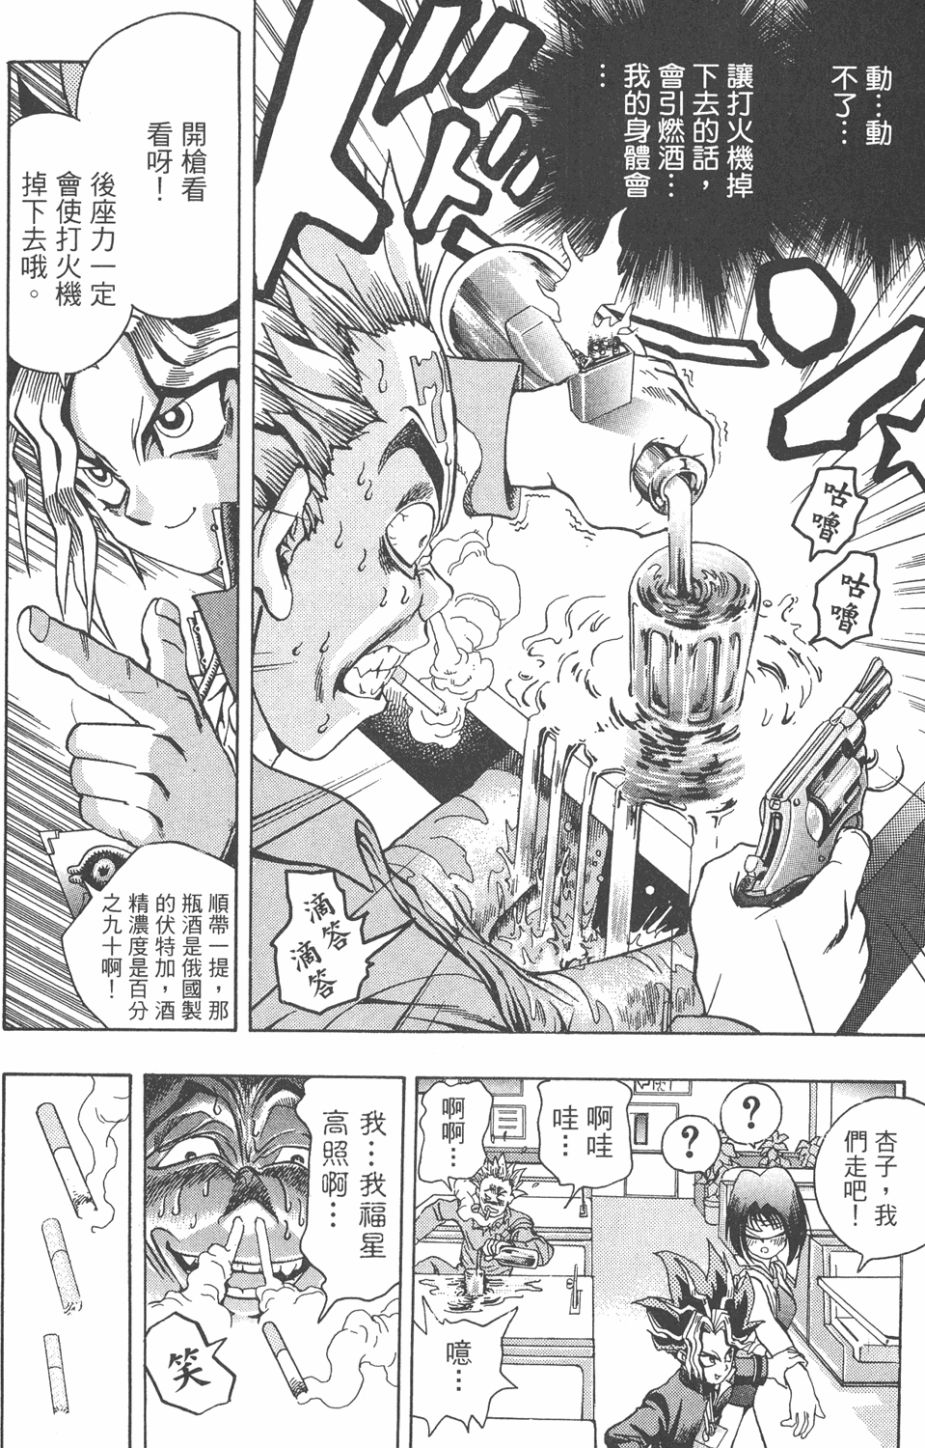 動…動
不了…
讓打火機掉
下去的話，
會引燃酒…
我的身體會
…
咕嚕
咕嚕
滴答
滴答
開槍看
看呀！
後座力一定
會使打火機
掉下去哦。
順帶一提，那
瓶酒是俄國製
的伏特加，酒
精濃度是百分
之九十啊！
杏子，我
們走吧！
？
？
啊哇
哇…
啊
啊…
噫…
我…我福星
高照啊…
笑